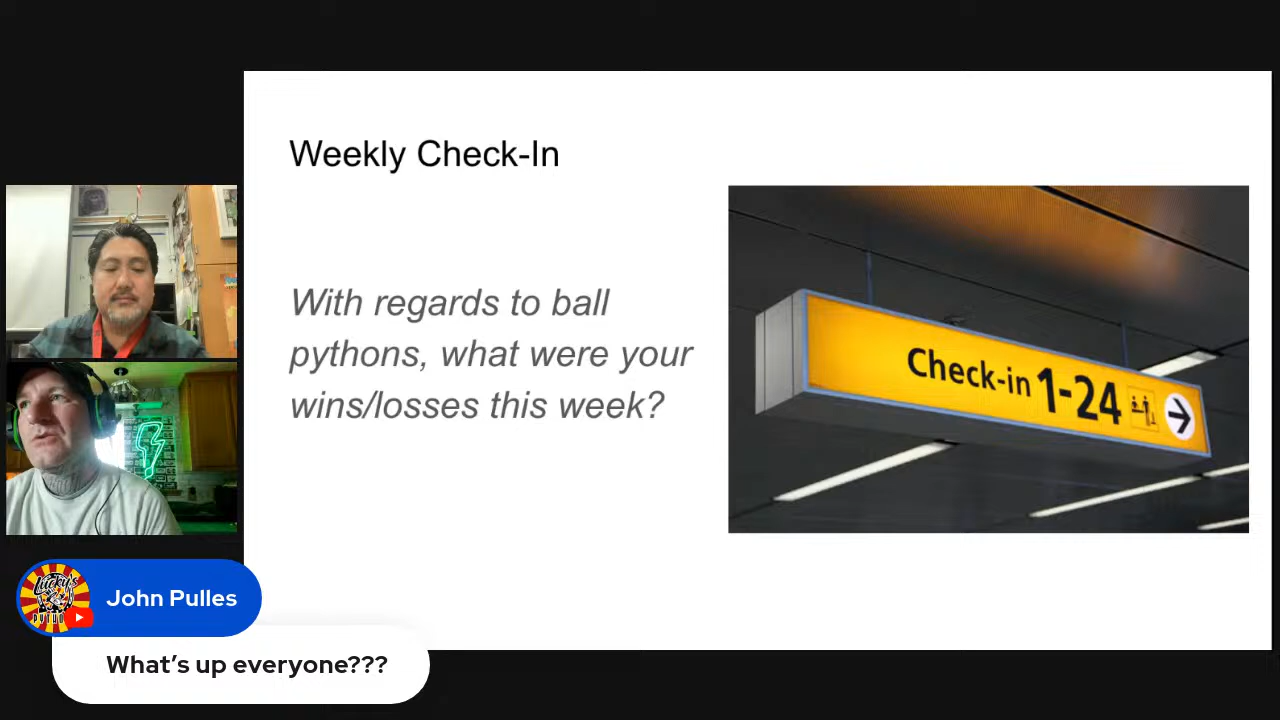 Weekly Check-In
With regards to ball
pythons, what were your
wins/losses this week?
Check-in 1-24
Lucky's
John Pulles
What's up everyone???